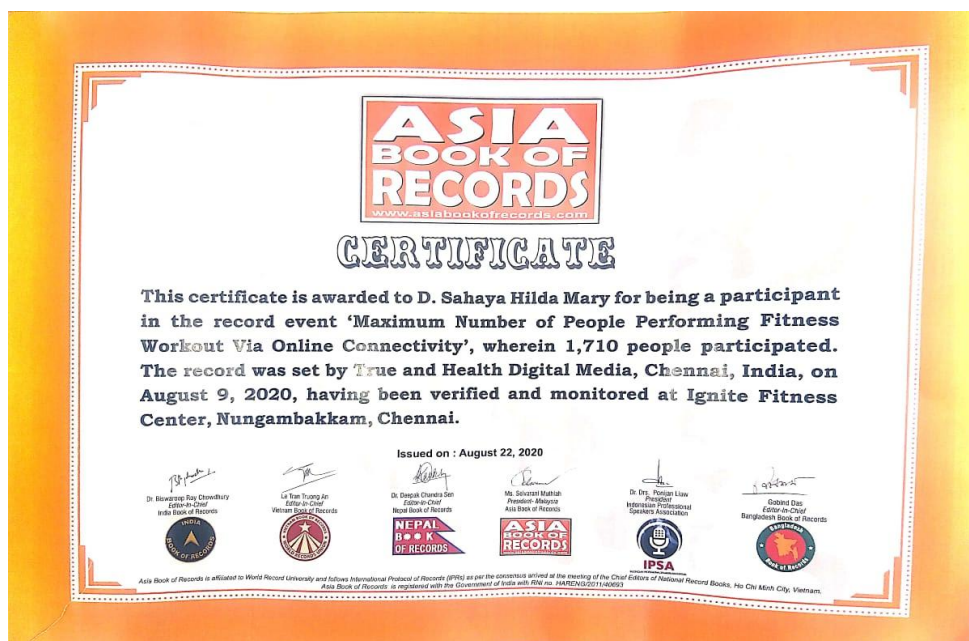 ASIA
BOOK OF
RECORDS
www.asiabookofrecords.com
CERTIFICATE
This certificate is awarded to D. Sahaya Hilda Mary for being a participant
in the record event ‘Maximum Number of People Performing Fitness
Workout Via Online Connectivity’, wherein 1,710 people participated.
The record was set by True and Health Digital Media, Chennai, India, on
August 9, 2020, having been verified and monitored at Ignite Fitness
Center, Nungambakkam, Chennai.
Issued on : August 22, 2020
Dr. Biswaroop Roy Chowdhury
Editor-in-Chief
India Book of Records
Le Tran Truong An
Editor-in-Chief
Vietnam Book of Records
Dr. Deepak Chandra Sen
Editor-in-Chief
Nepal Book of Records
Ms. Selvarani Muthiah
President- Malaysia
Asia Book of Records
Dr. Drs. Ponijan Liaw
President
Indonesian Professional
Speakers Association
Gobind Das
Editor-in-Chief
Bangladesh Book of Records
INDIA
BOOK OF RECORDS
NEPAL
BOOK
OF RECORDS
ASIA
BOOK OF
RECORDS
IPSA
Bangladesh
Book of Records
Asia Book of Records is affiliated to World Record University and follows International Protocol of Records (IPRs) as per the consensus arrived at the meeting of the Chief Editors of National Record Books, Ho Chi Minh City, Vietnam.
Asia Book of Records is registered with the Government of India with RNI no. HARENG/2011/40693